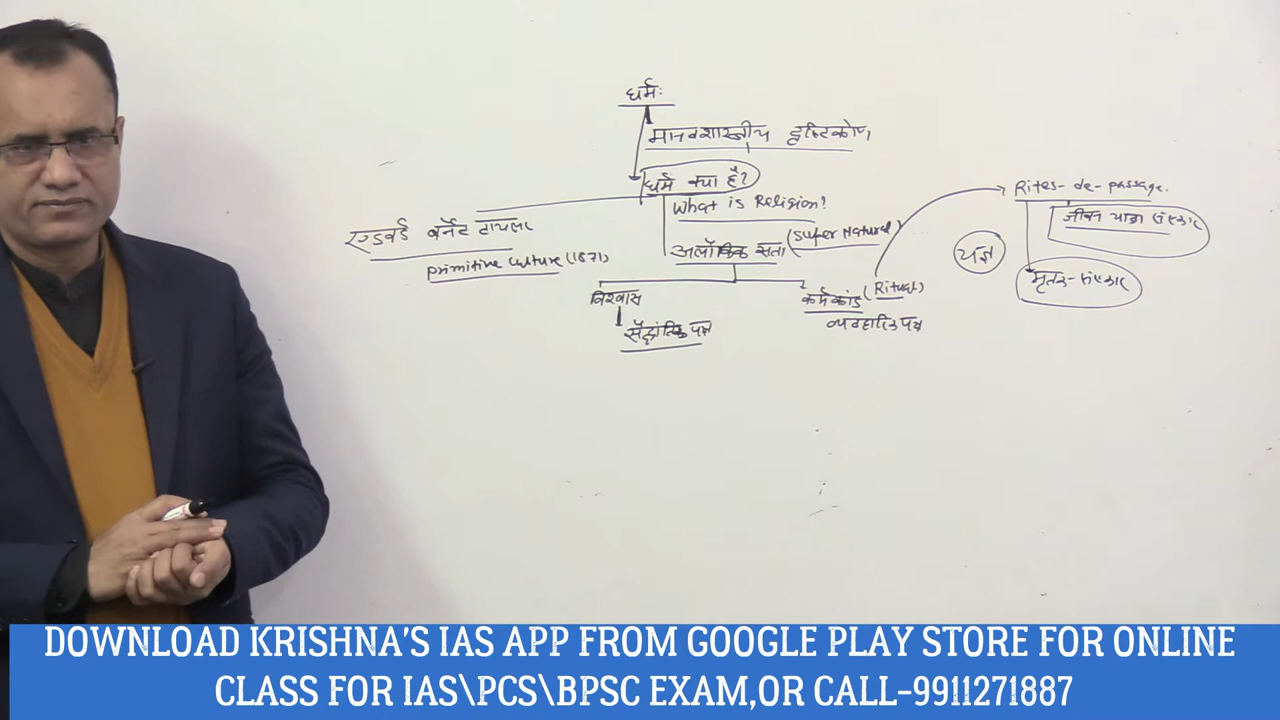 धर्म:
मानवशास्त्रीय दृष्टिकोण
धर्म क्या है?
What is Religion?
एडवर्ड बर्नेट टायलर
Primitive Culture (1871)
अलौकिक सत्ता (Super Natural)
विश्वास
सैद्धांतिक पक्ष
कर्मकांड (Ritual)
व्यवहारिक पक्ष
Rites-de-passage.
जीवन यात्रा संस्कार
यज्ञ
मृतक-संस्कार
DOWNLOAD KRISHNA'S IAS APP FROM GOOGLE PLAY STORE FOR ONLINE
CLASS FOR IAS\PCS\BPSC EXAM,OR CALL-9911271887